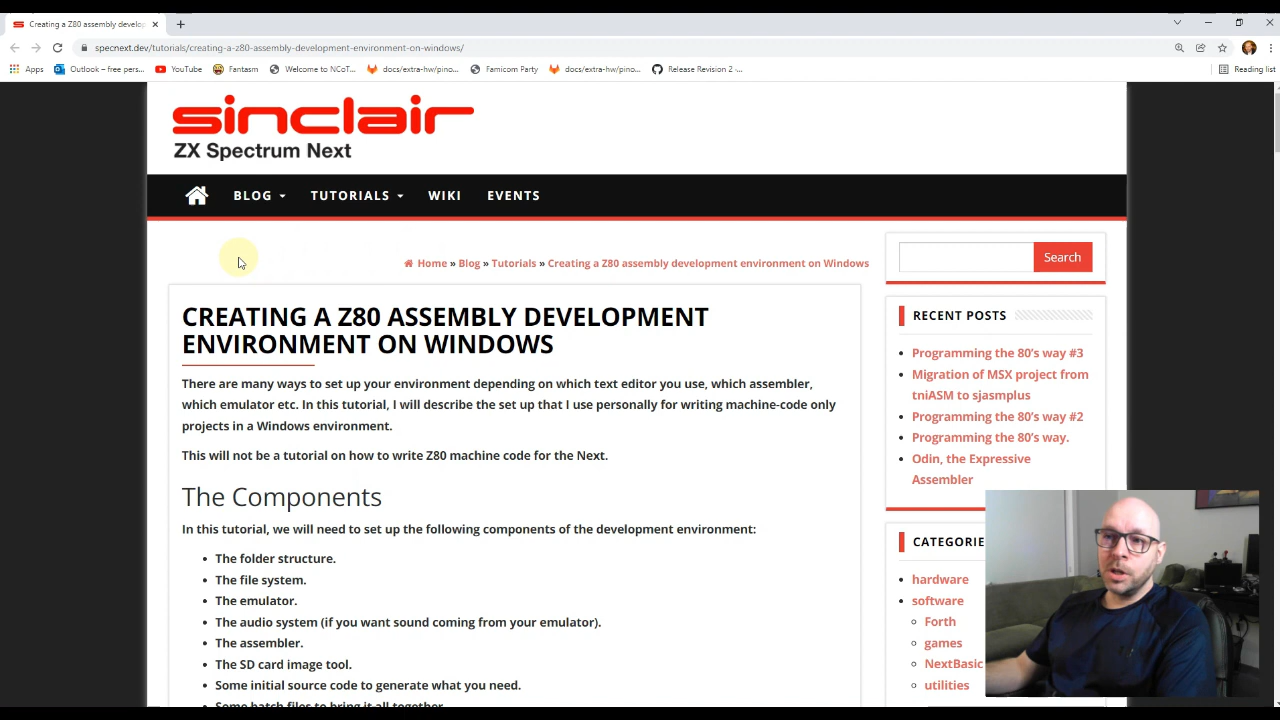 Creating a Z80 assembly develop
specnext.dev/tutorials/creating-a-z80-assembly-development-environment-on-windows/
Apps
Outlook – free pers...
YouTube
Fantasm
Welcome to NCoT...
docs/extra-hw/pino...
Famicom Party
docs/extra-hw/pino...
Release Revision 2 -...
Reading list
sinclair
ZX Spectrum Next
BLOG TUTORIALS WIKI EVENTS
Home » Blog » Tutorials » Creating a Z80 assembly development environment on Windows
CREATING A Z80 ASSEMBLY DEVELOPMENT
ENVIRONMENT ON WINDOWS
There are many ways to set up your environment depending on which text editor you use, which assembler,
which emulator etc. In this tutorial, I will describe the set up that I use personally for writing machine-code only
projects in a Windows environment.
This will not be a tutorial on how to write Z80 machine code for the Next.
The Components
In this tutorial, we will need to set up the following components of the development environment:
• The folder structure.
• The file system.
• The emulator.
• The audio system (if you want sound coming from your emulator).
• The assembler.
• The SD card image tool.
• Some initial source code to generate what you need.
• Some batch files to bring it all together.
Search
RECENT POSTS
• Programming the 80's way #3
• Migration of MSX project from
tniASM to sjasmplus
• Programming the 80's way #2
• Programming the 80's way.
• Odin, the Expressive
Assembler
CATEGORIE
• hardware
• software
Forth
games
NextBasic
utilities